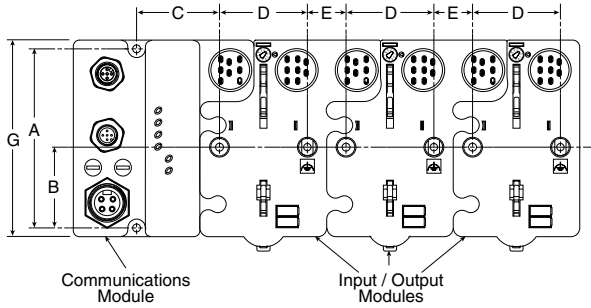 C D E D E D
G
A
B
Communications
Module
Input / Output
Modules